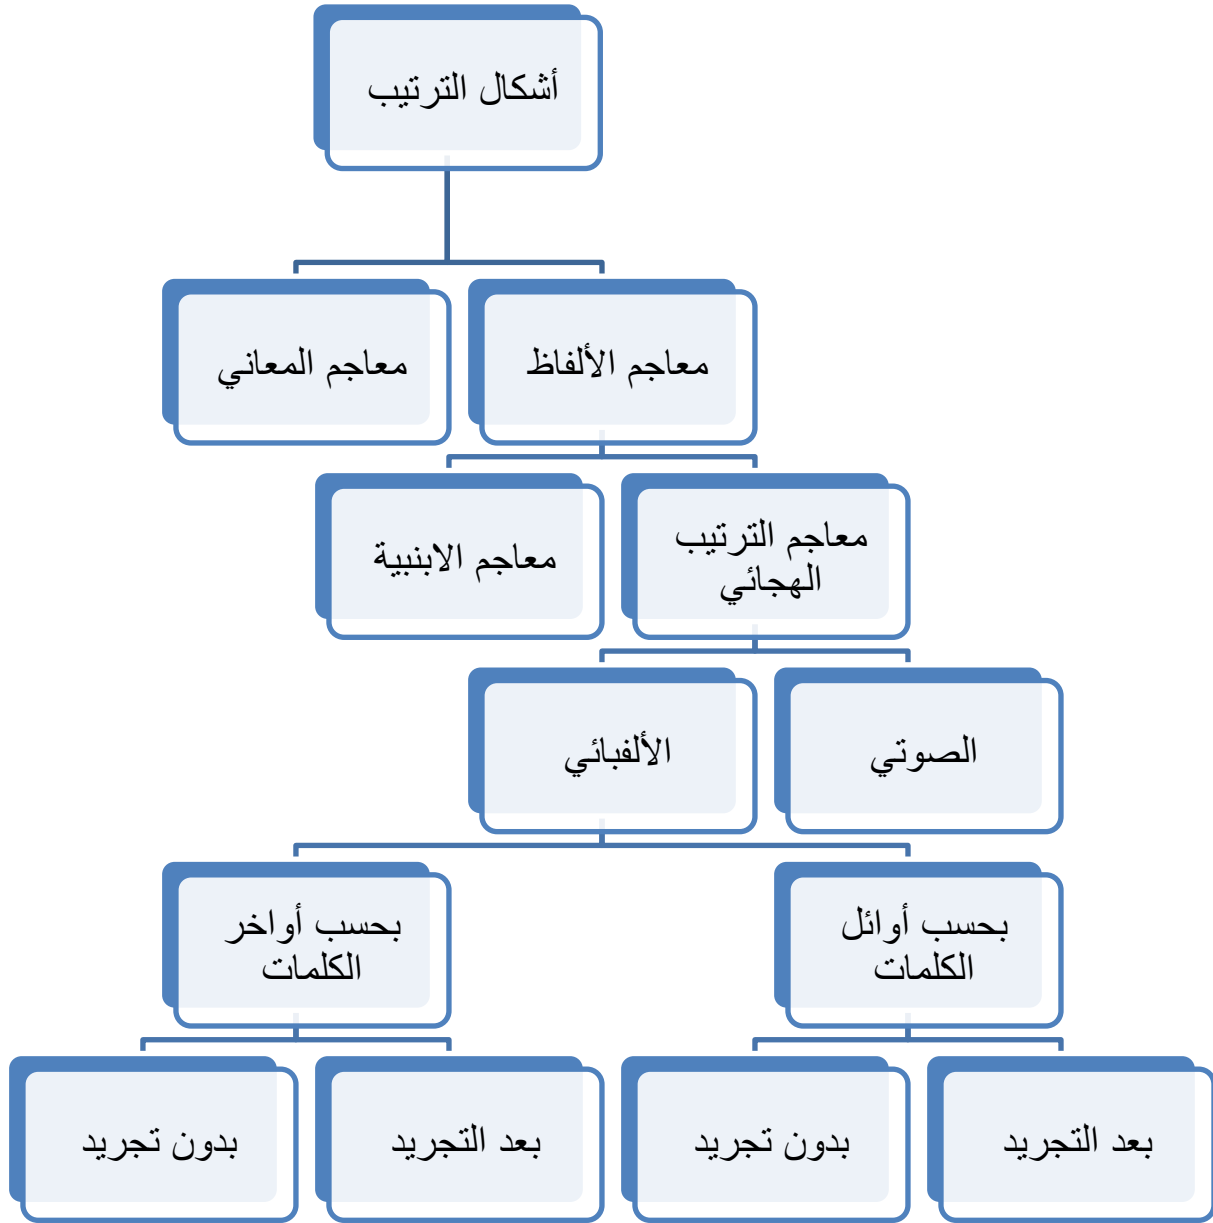 أشكال الترتيب
معاجم الألفاظ
معاجم المعاني
معاجم الترتيب
الهجائي
معاجم الابنبية
الصوتي
الألفبائي
بحسب أوائل
الكلمات
بحسب أواخر
الكلمات
بعد التجريد
بدون تجريد
بعد التجريد
بدون تجريد